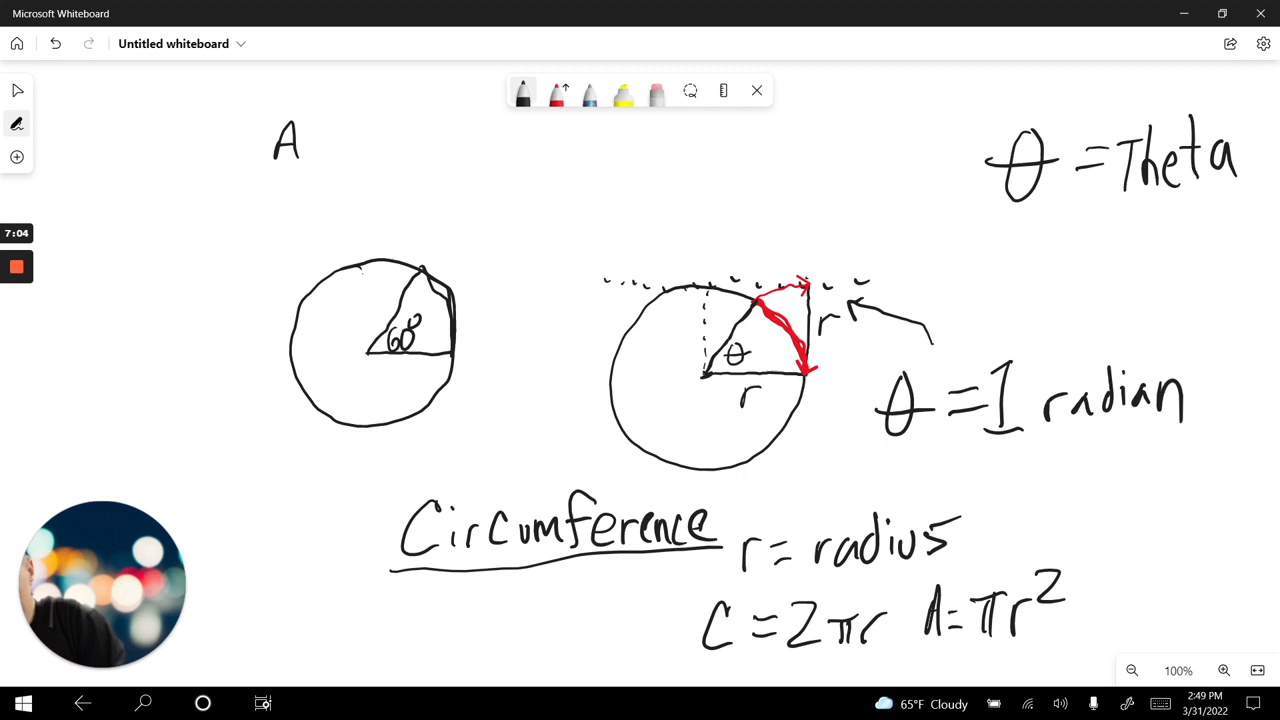 Microsoft Whiteboard
Untitled whiteboard
A
θ = Theta
7:04
60°
θ
r
r
θ = 1 radian
Circumference
r = radius
C = 2πr A = πr²
100%
65°F Cloudy
2:49 PM
3/31/2022